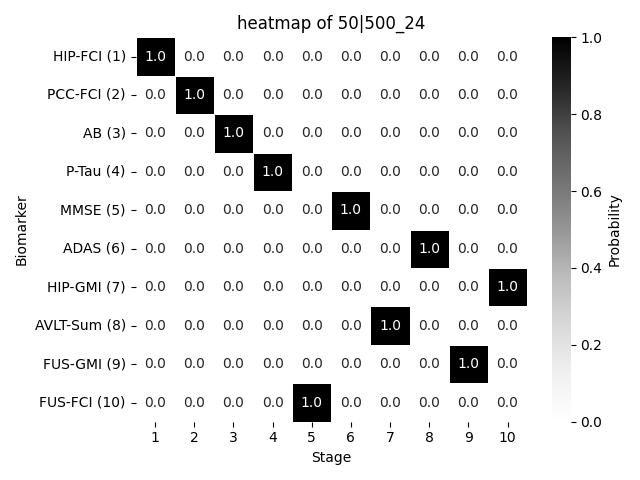 heatmap of 50|500_24
HIP-FCI (1) 1.0 0.0 0.0 0.0 0.0 0.0 0.0 0.0 0.0 0.0
PCC-FCI (2) 0.0 1.0 0.0 0.0 0.0 0.0 0.0 0.0 0.0 0.0
AB (3) 0.0 0.0 1.0 0.0 0.0 0.0 0.0 0.0 0.0 0.0
P-Tau (4) 0.0 0.0 0.0 1.0 0.0 0.0 0.0 0.0 0.0 0.0
MMSE (5) 0.0 0.0 0.0 0.0 0.0 1.0 0.0 0.0 0.0 0.0
ADAS (6) 0.0 0.0 0.0 0.0 0.0 0.0 0.0 1.0 0.0 0.0
HIP-GMI (7) 0.0 0.0 0.0 0.0 0.0 0.0 0.0 0.0 0.0 1.0
AVLT-Sum (8) 0.0 0.0 0.0 0.0 0.0 0.0 1.0 0.0 0.0 0.0
FUS-GMI (9) 0.0 0.0 0.0 0.0 0.0 0.0 0.0 0.0 1.0 0.0
FUS-FCI (10) 0.0 0.0 0.0 0.0 1.0 0.0 0.0 0.0 0.0 0.0
1 2 3 4 5 6 7 8 9 10
Stage
Biomarker
1.0
0.8
0.6
0.4
0.2
0.0
Probability